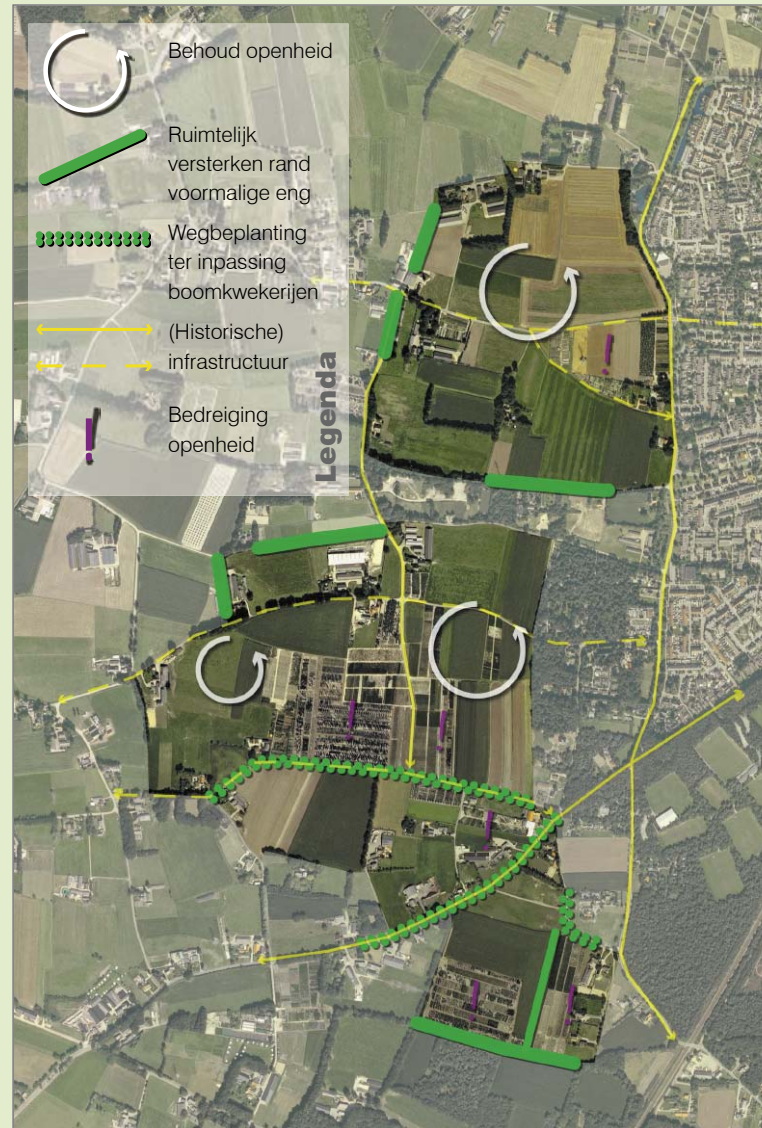 Behoud openheid
Ruimtelijk
versterken rand
voormalige eng
Wegbeplanting
ter inpassing
boomkwekerijen
(Historische)
infrastructuur
Bedreiging
openheid
Legenda